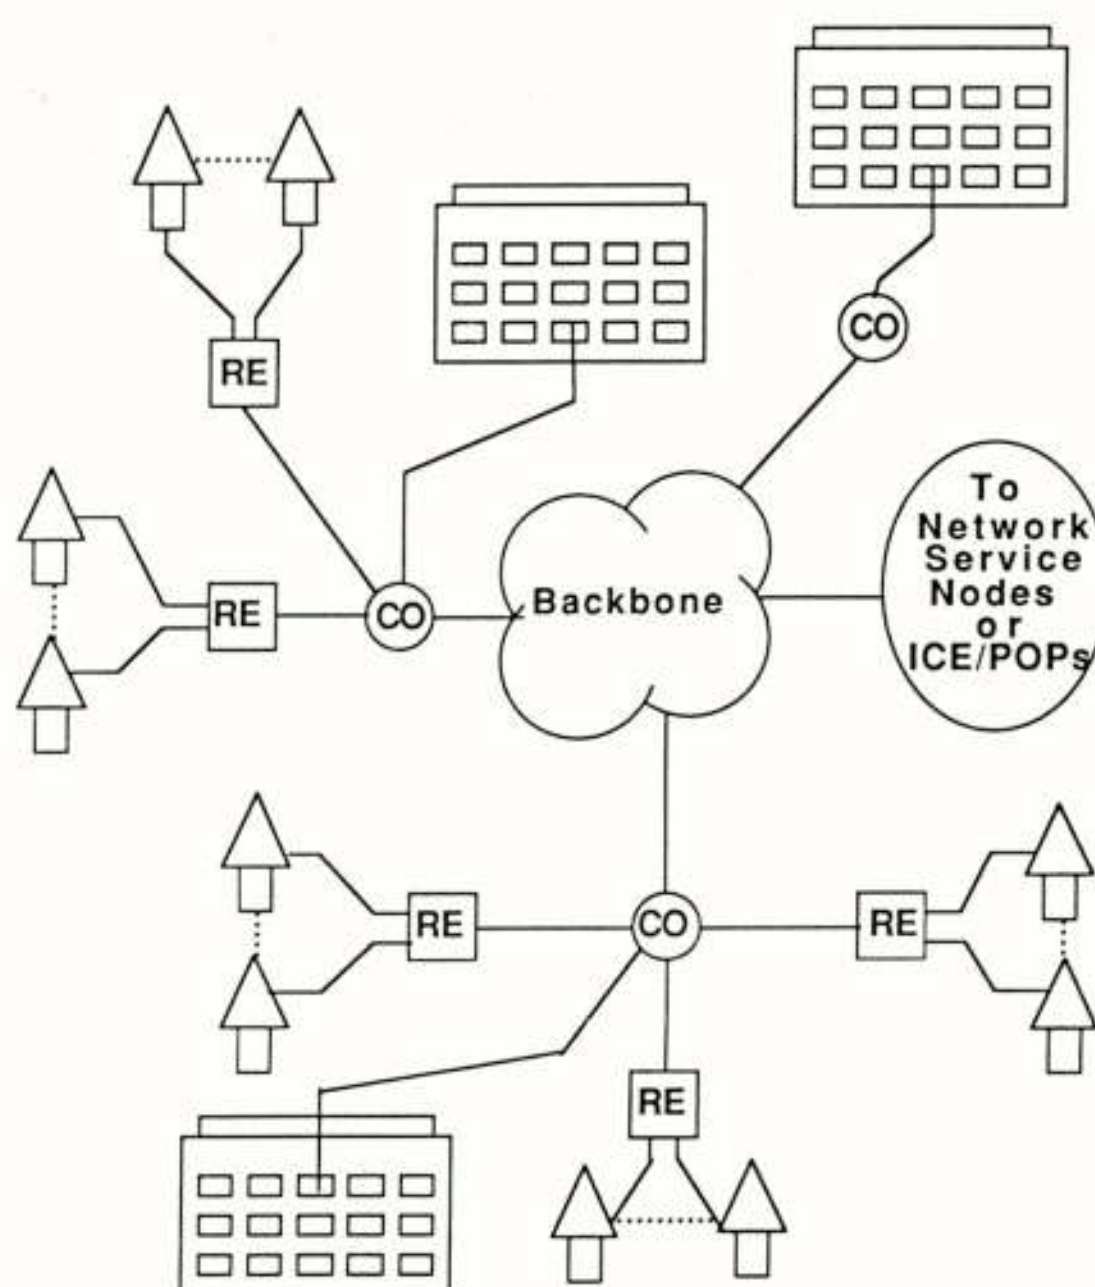 CO
RE
To
Network
Service
Nodes
or
ICE/POPs
RE
CO
Backbone
RE
CO
RE
RE